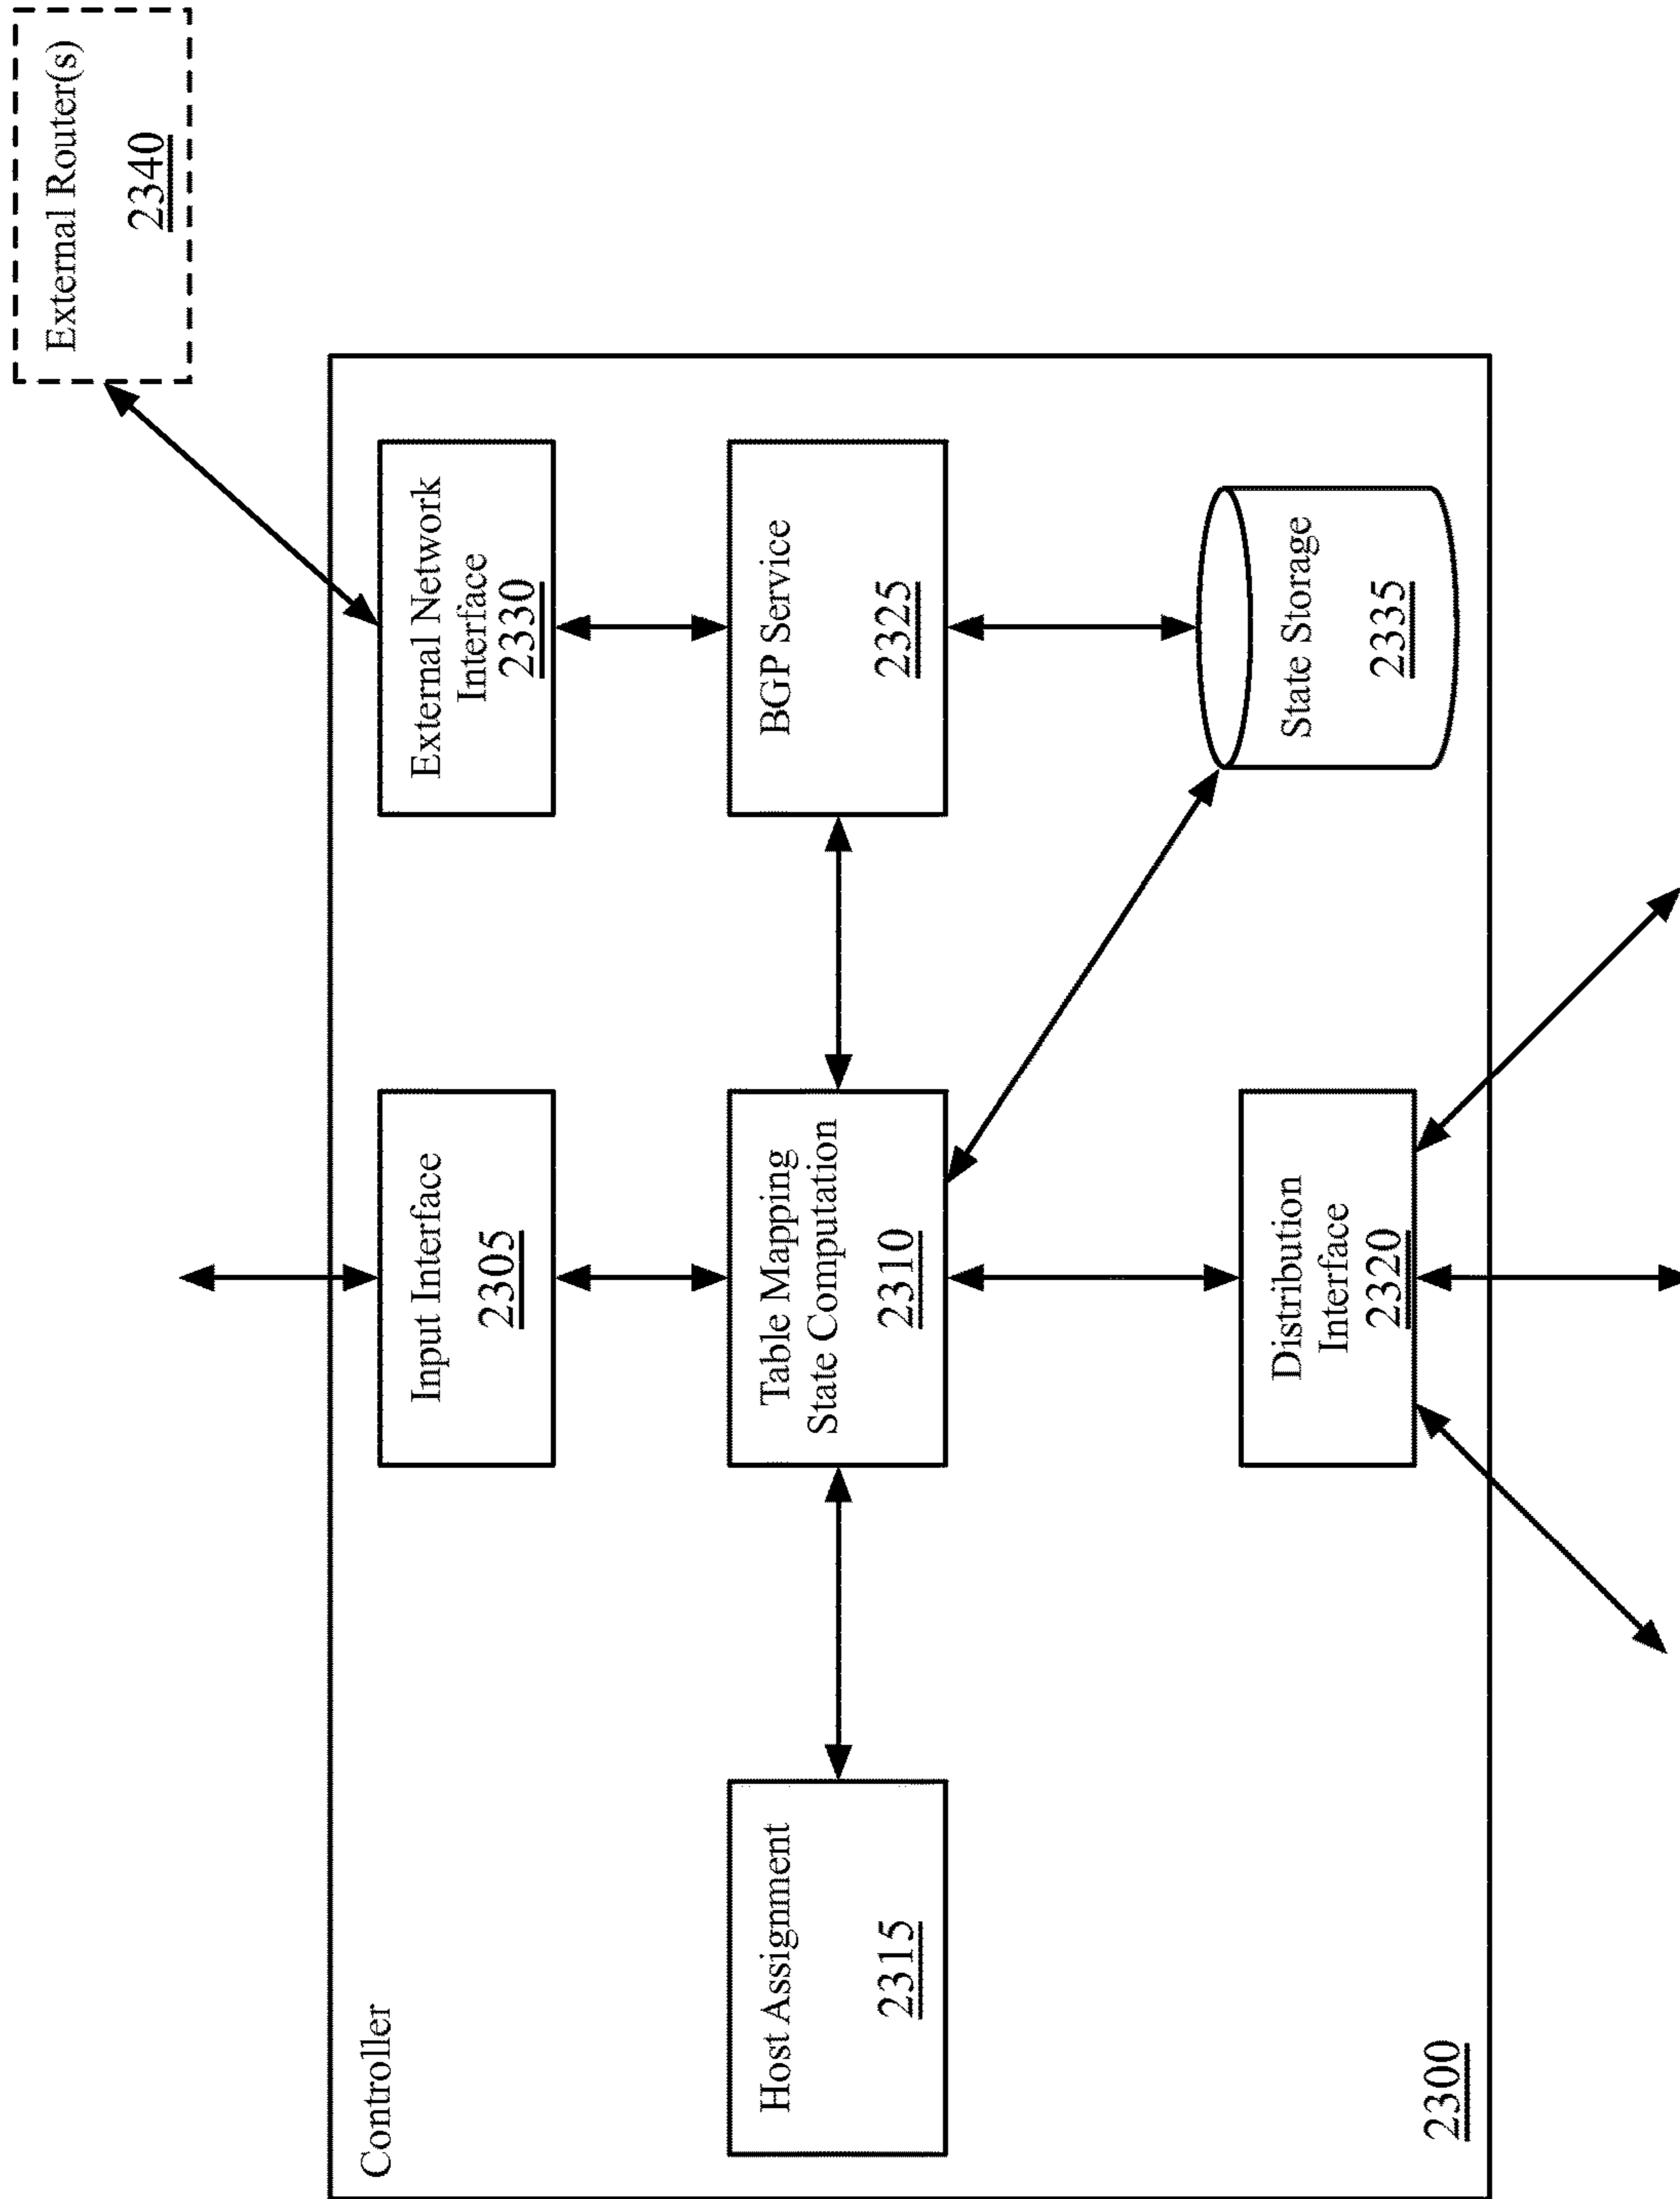 External Router(s)
2340
Controller
Input Interface
2305
External Network
Interface
2330
Host Assignment
2315
Table Mapping
State Computation
2310
BGP Service
2325
Distribution
Interface
2320
State Storage
2335
2300